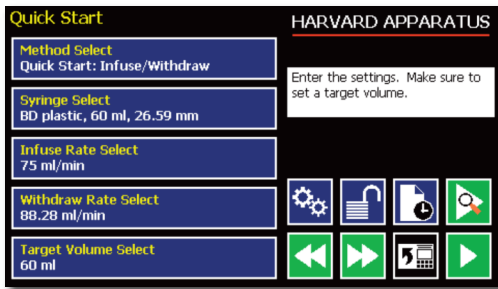 Quick Start
Method Select
Quick Start: Infuse/Withdraw
Syringe Select
BD plastic, 60 ml, 26.59 mm
Infuse Rate Select
75 ml/min
Withdraw Rate Select
88.28 ml/min
Target Volume Select
60 ml
HARVARD APPARATUS
Enter the settings. Make sure to
set a target volume.